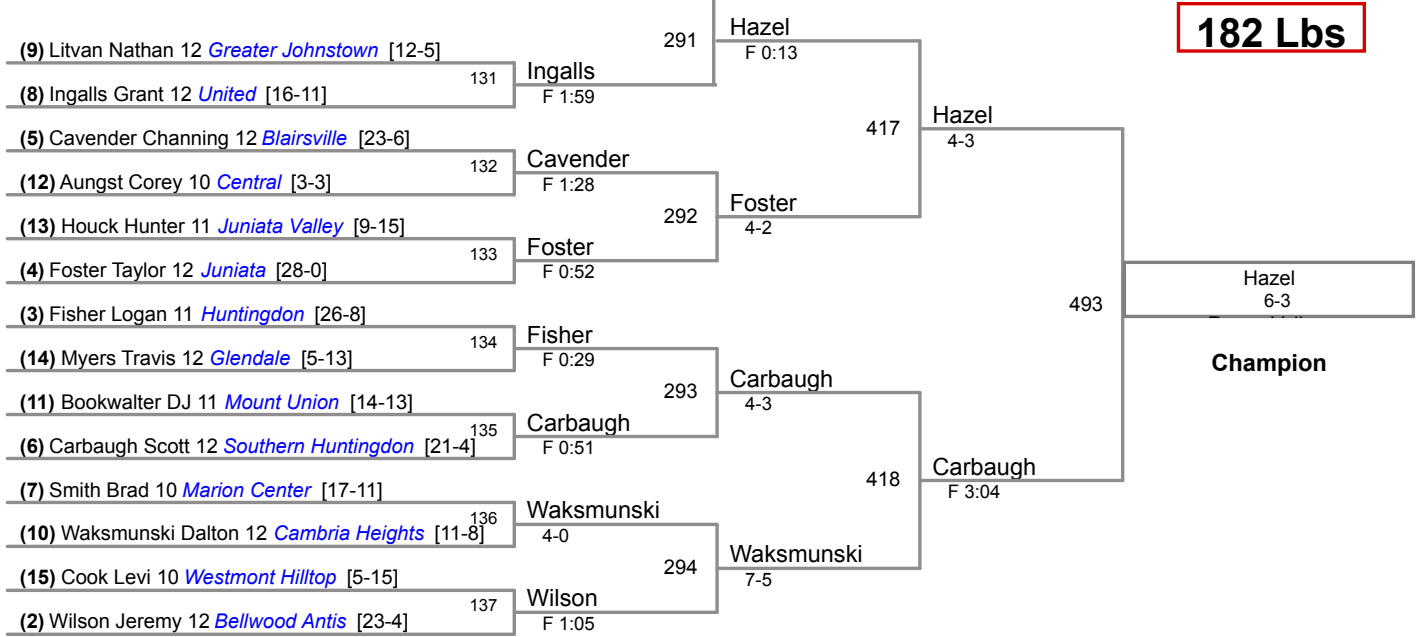 182 Lbs
(9) Litvan Nathan 12 Greater Johnstown [12-5]
131
(8) Ingalls Grant 12 United [16-11]
(5) Cavender Channing 12 Blairsville [23-6]
132
(12) Aungst Corey 10 Central [3-3]
(13) Houck Hunter 11 Juniata Valley [9-15]
133
(4) Foster Taylor 12 Juniata [28-0]
(3) Fisher Logan 11 Huntingdon [26-8]
134
(14) Myers Travis 12 Glendale [5-13]
(11) Bookwalter DJ 11 Mount Union [14-13]
135
(6) Carbaugh Scott 12 Southern Huntingdon [21-4]
(7) Smith Brad 10 Marion Center [17-11]
136
(10) Waksmunski Dalton 12 Cambria Heights [11-8]
(15) Cook Levi 10 Westmont Hilltop [5-15]
137
(2) Wilson Jeremy 12 Bellwood Antis [23-4]
Ingalls
F 1:59
Cavender
F 1:28
Foster
F 0:52
Fisher
F 0:29
Carbaugh
F 0:51
Waksmunski
4-0
Wilson
F 1:05
291
292
293
294
Hazel
F 0:13
Foster
4-2
Carbaugh
4-3
Waksmunski
7-5
417
418
Hazel
4-3
Carbaugh
F 3:04
493
Hazel
6-3
Champion